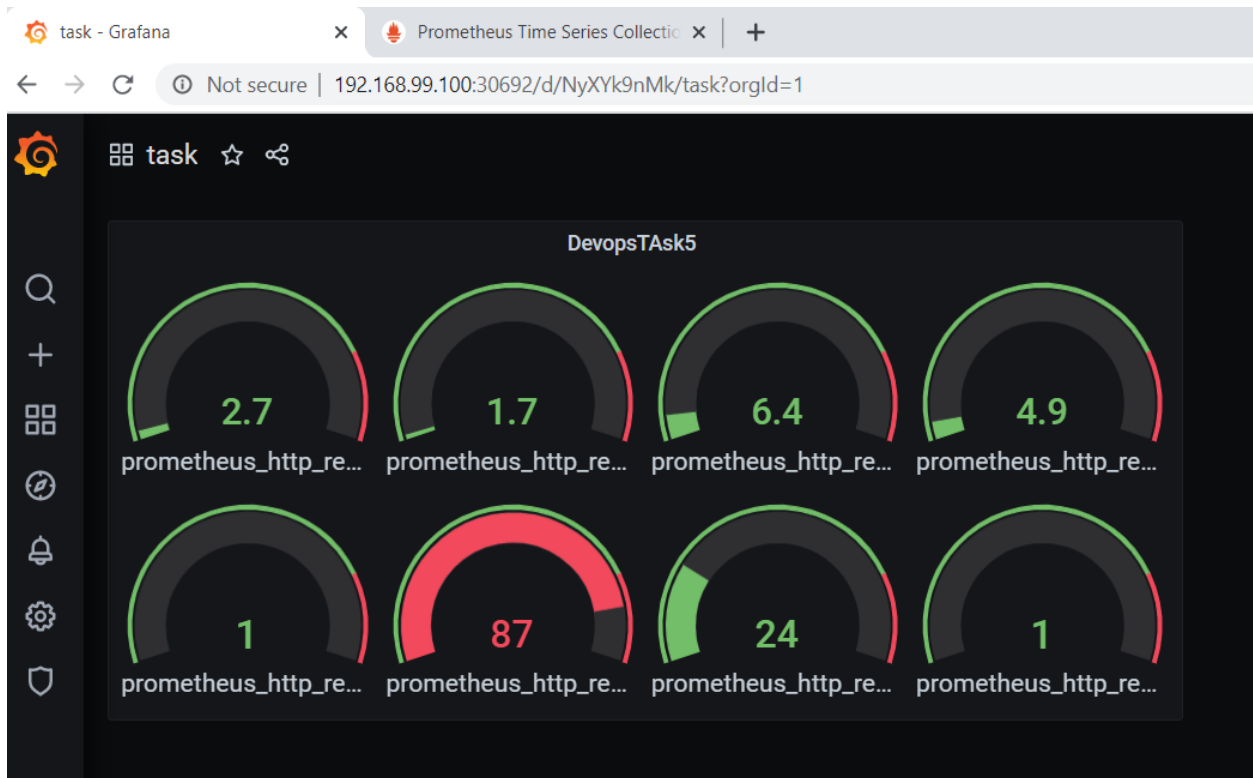 task - Grafana
Prometheus Time Series Collectic
Not secure | 192.168.99.100:30692/d/NyXYk9nMk/task?orgId=1
task
DevopsTAsk5
2.7 1.7 6.4 4.9
prometheus_http_re... prometheus_http_re... prometheus_http_re... prometheus_http_re...
1 87 24 1
prometheus_http_re... prometheus_http_re... prometheus_http_re... prometheus_http_re...